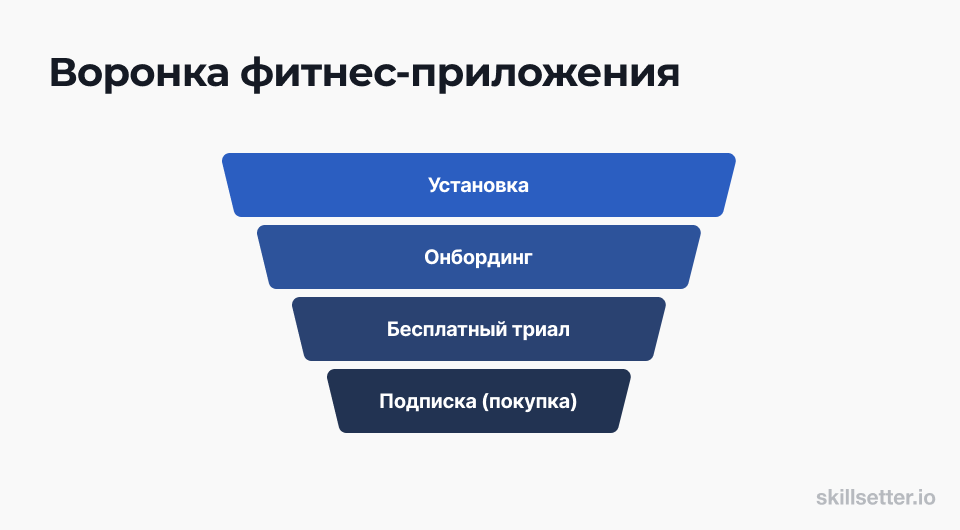 Воронка фитнес-приложения
Установка
Онбординг
Бесплатный триал
Подписка (покупка)
skillsetter.io